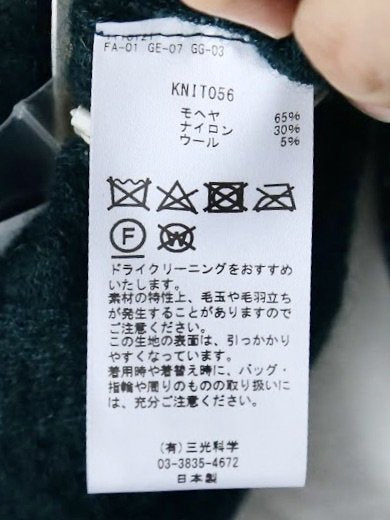 FA-01 GE-07 GG-03
KNIT056
モヘヤ 65%
ナイロン 30%
ウール 5%
F W
ドライクリーニングをおすすめ
いたします。
素材の特性上、毛玉や毛羽立ち
が発生することがありますので
ご注意ください。
この生地の表面は、引っかかり
やすくなっています。
着用時や着替え時に、バッグ・
指輪や周りのものの取り扱いに
は、充分ご注意ください。
(有)三光科学
03-3835-4672
日本製